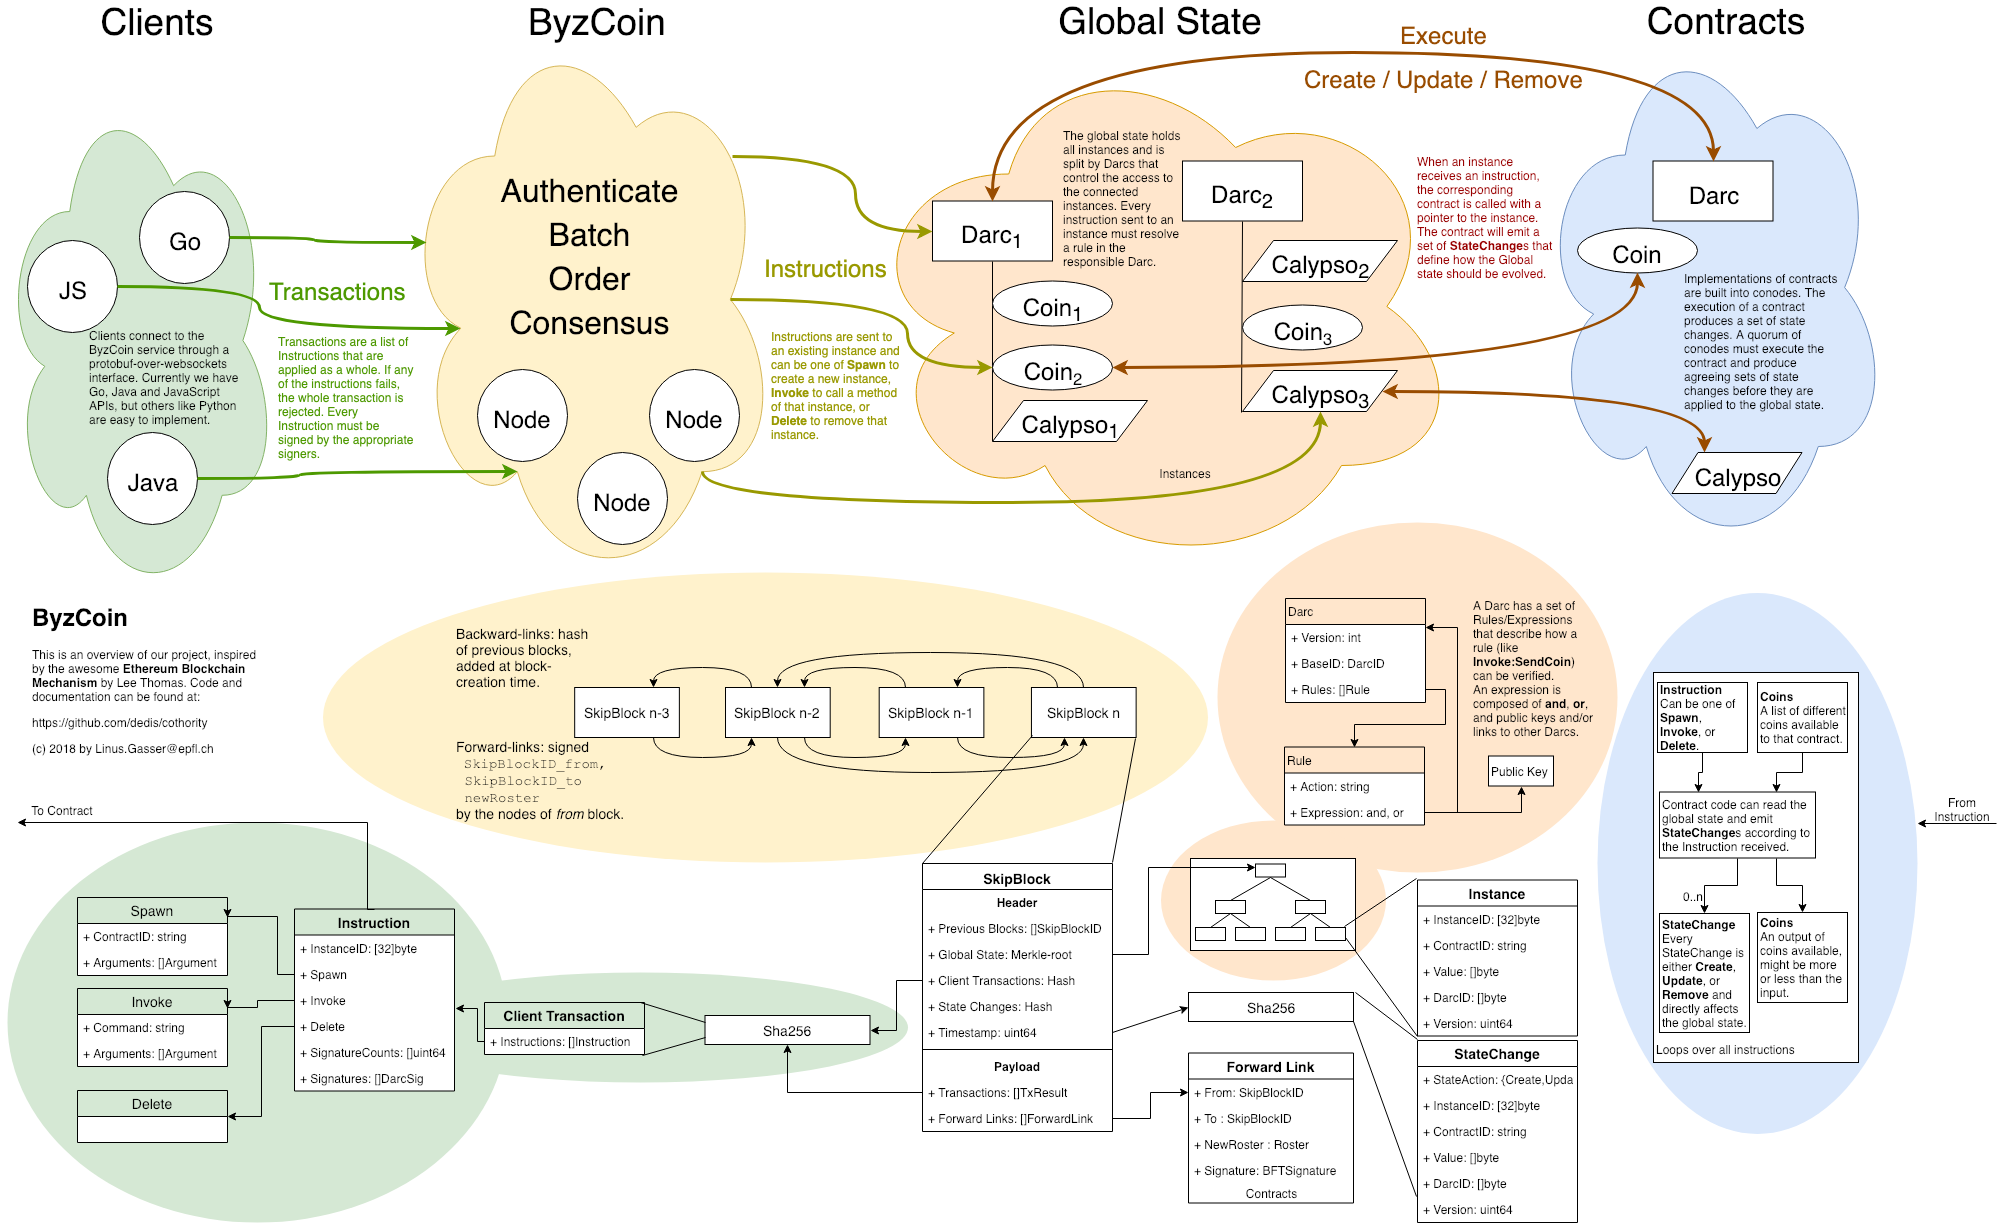 Clients
ByzCoin
Global State
Contracts
Execute
Create / Update / Remove
Go
JS
Clients connect to the
ByzCoin service through a
protobuf-over-websockets
interface. Currently we have
Go, Java and JavaScript
APIs, but others like Python
are easy to implement.
Java
Transactions
Transactions are a list of
Instructions that are
applied as a whole. If any
of the instructions fails,
the whole transaction is
rejected. Every
Instruction must be
signed by the appropriate
signers.
Authenticate
Batch
Order
Consensus
Node
Node
Node
Instructions
Instructions are sent to
an existing instance and
can be one of Spawn to
create a new instance,
Invoke to call a method
of that instance, or
Delete to remove that
instance.
The global state holds
all instances and is
split by Darcs that
control the access to
the connected
instances. Every
instruction sent to an
instance must resolve
a rule in the
responsible Darc.
Darc1
Coin1
Coin2
Calypso1
Darc2
Calypso2
Coin3
Calypso3
Instances
When an instance
receives an instruction,
the corresponding
contract is called with a
pointer to the instance.
The contract will emit a
set of StateChanges that
define how the Global
state should be evolved.
Darc
Coin
Implementations of contracts
are built into conodes. The
execution of a contract
produces a set of state
changes. A quorum of
conodes must execute the
contract and produce
agreeing sets of state
changes before they are
applied to the global state.
Calypso
ByzCoin
This is an overview of our project, inspired
by the awesome Ethereum Blockchain
Mechanism by Lee Thomas. Code and
documentation can be found at:
https://github.com/dedis/cothority
(c) 2018 by Linus.Gasser@epfl.ch
Backward-links: hash
of previous blocks,
added at block-
creation time.
SkipBlock n-3
SkipBlock n-2
SkipBlock n-1
SkipBlock n
Forward-links: signed
SkipBlockID_from,
SkipBlockID_to
newRoster
by the nodes of from block.
Darc
+ Version: int
+ BaseID: DarcID
+ Rules: []Rule
Rule
+ Action: string
+ Expression: and, or
Public Key
A Darc has a set of
Rules/Expressions
that describe how a
rule (like
Invoke:SendCoin)
can be verified.
An expression is
composed of and, or,
and public keys and/or
links to other Darcs.
Instruction
Can be one of
Spawn,
Invoke, or
Delete.
Coins
A list of different
coins available
to that contract.
Contract code can read the
global state and emit
StateChanges according to
the Instruction received.
0..n
StateChange
Every
StateChange is
either Create,
Update, or
Remove and
directly affects
the global state.
Coins
An output of
coins available,
might be more
or less than the
input.
Loops over all instructions
From
Instruction
To Contract
Spawn
+ ContractID: string
+ Arguments: []Argument
Invoke
+ Command: string
+ Arguments: []Argument
Delete
Instruction
+ InstanceID: [32]byte
+ Spawn
+ Invoke
+ Delete
+ SignatureCounts: []uint64
+ Signatures: []DarcSig
Client Transaction
+ Instructions: []Instruction
Sha256
SkipBlock
Header
+ Previous Blocks: []SkipBlockID
+ Global State: Merkle-root
+ Client Transactions: Hash
+ State Changes: Hash
+ Timestamp: uint64
Payload
+ Transactions: []TxResult
+ Forward Links: []ForwardLink
Sha256
Forward Link
+ From: SkipBlockID
+ To : SkipBlockID
+ NewRoster : Roster
+ Signature: BFTSignature
Contracts
Instance
+ InstanceID: [32]byte
+ ContractID: string
+ Value: []byte
+ DarcID: []byte
+ Version: uint64
StateChange
+ StateAction: {Create,Upda
+ InstanceID: [32]byte
+ ContractID: string
+ Value: []byte
+ DarcID: []byte
+ Version: uint64